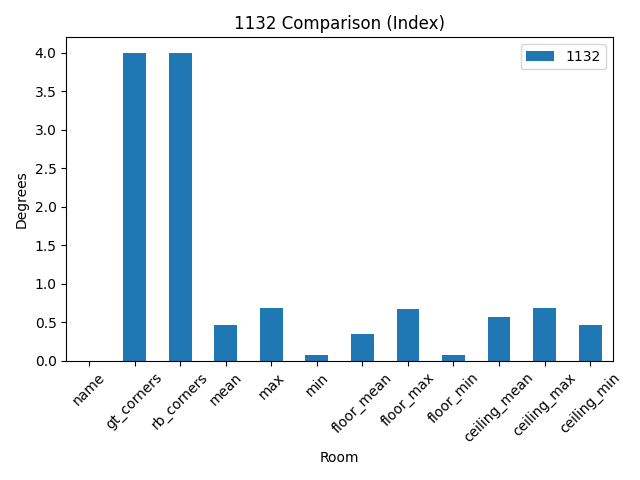 1132 Comparison (Index)
1132
Degrees
4.0
3.5
3.0
2.5
2.0
1.5
1.0
0.5
0.0
name
gt_corners
rb_corners
mean
max
min
floor_mean
floor_max
floor_min
ceiling_mean
ceiling_max
ceiling_min
Room